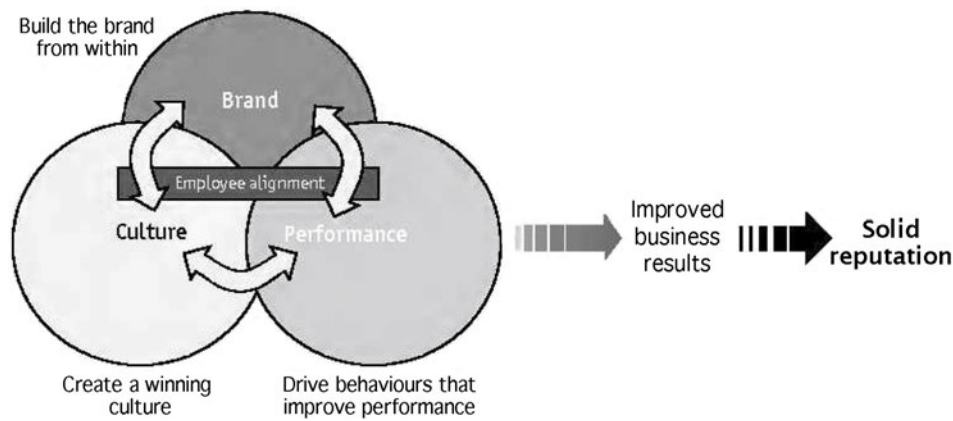 Build the brand
from within
Brand
Employee alignment
Culture
Performance
Improved
business
results
Solid
reputation
Create a winning
culture
Drive behaviours that
improve performance